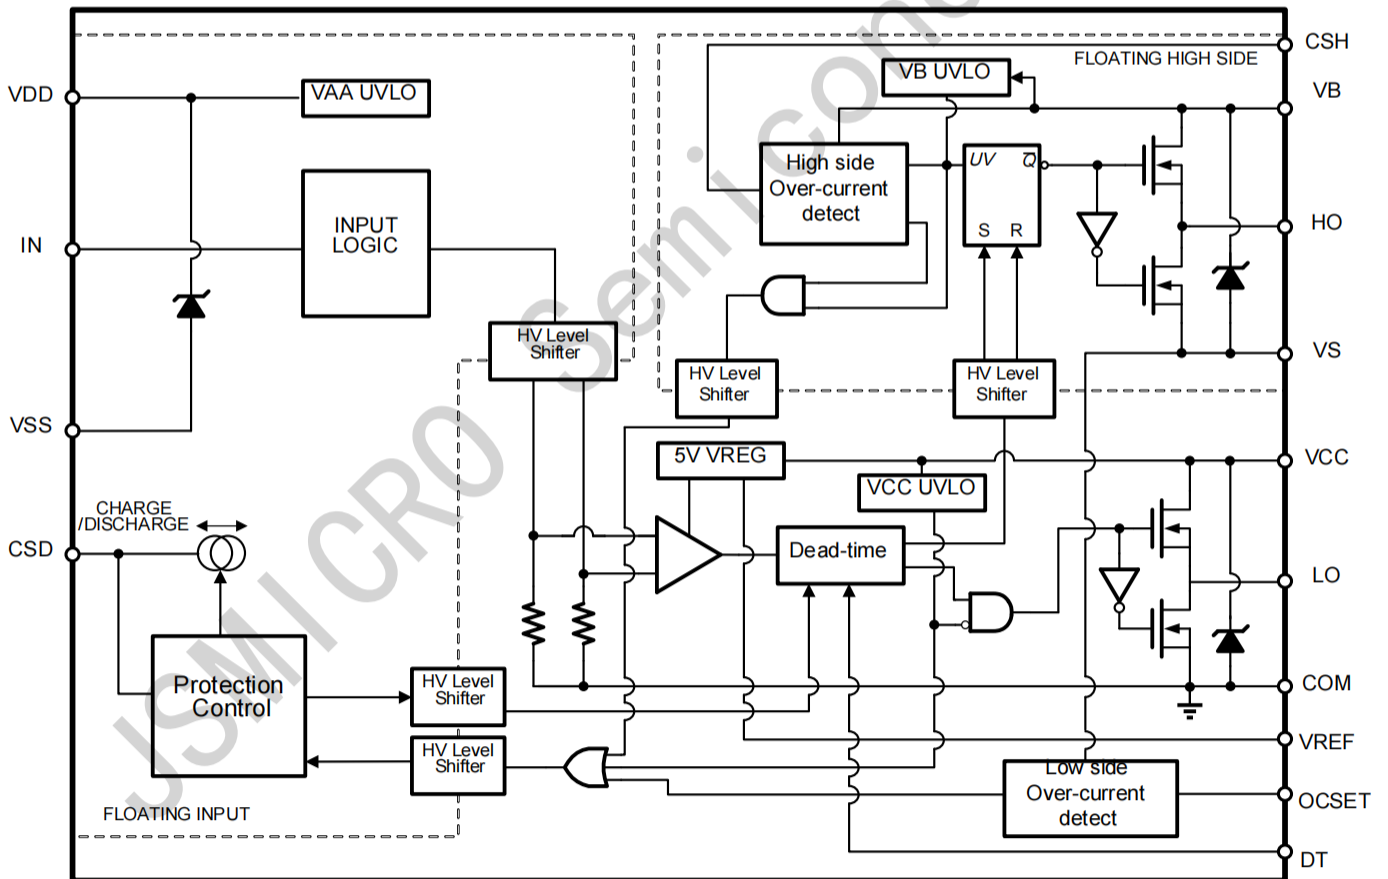 CSH
FLOATING HIGH SIDE
VB UVLO
VB
VDD
VAA UVLO
High side
Over-current
detect
UV
Q
S
R
INPUT
LOGIC
IN
HO
HV Level
Shifter
VS
HV Level
Shifter
HV Level
Shifter
VSS
5V VREG
VCC
VCC UVLO
CHARGE
/DISCHARGE
CSD
Dead-time
LO
Protection
Control
HV Level
Shifter
COM
HV Level
Shifter
VREF
Low side
Over-current
detect
OCSET
FLOATING INPUT
DT
JSMICRO Semicon